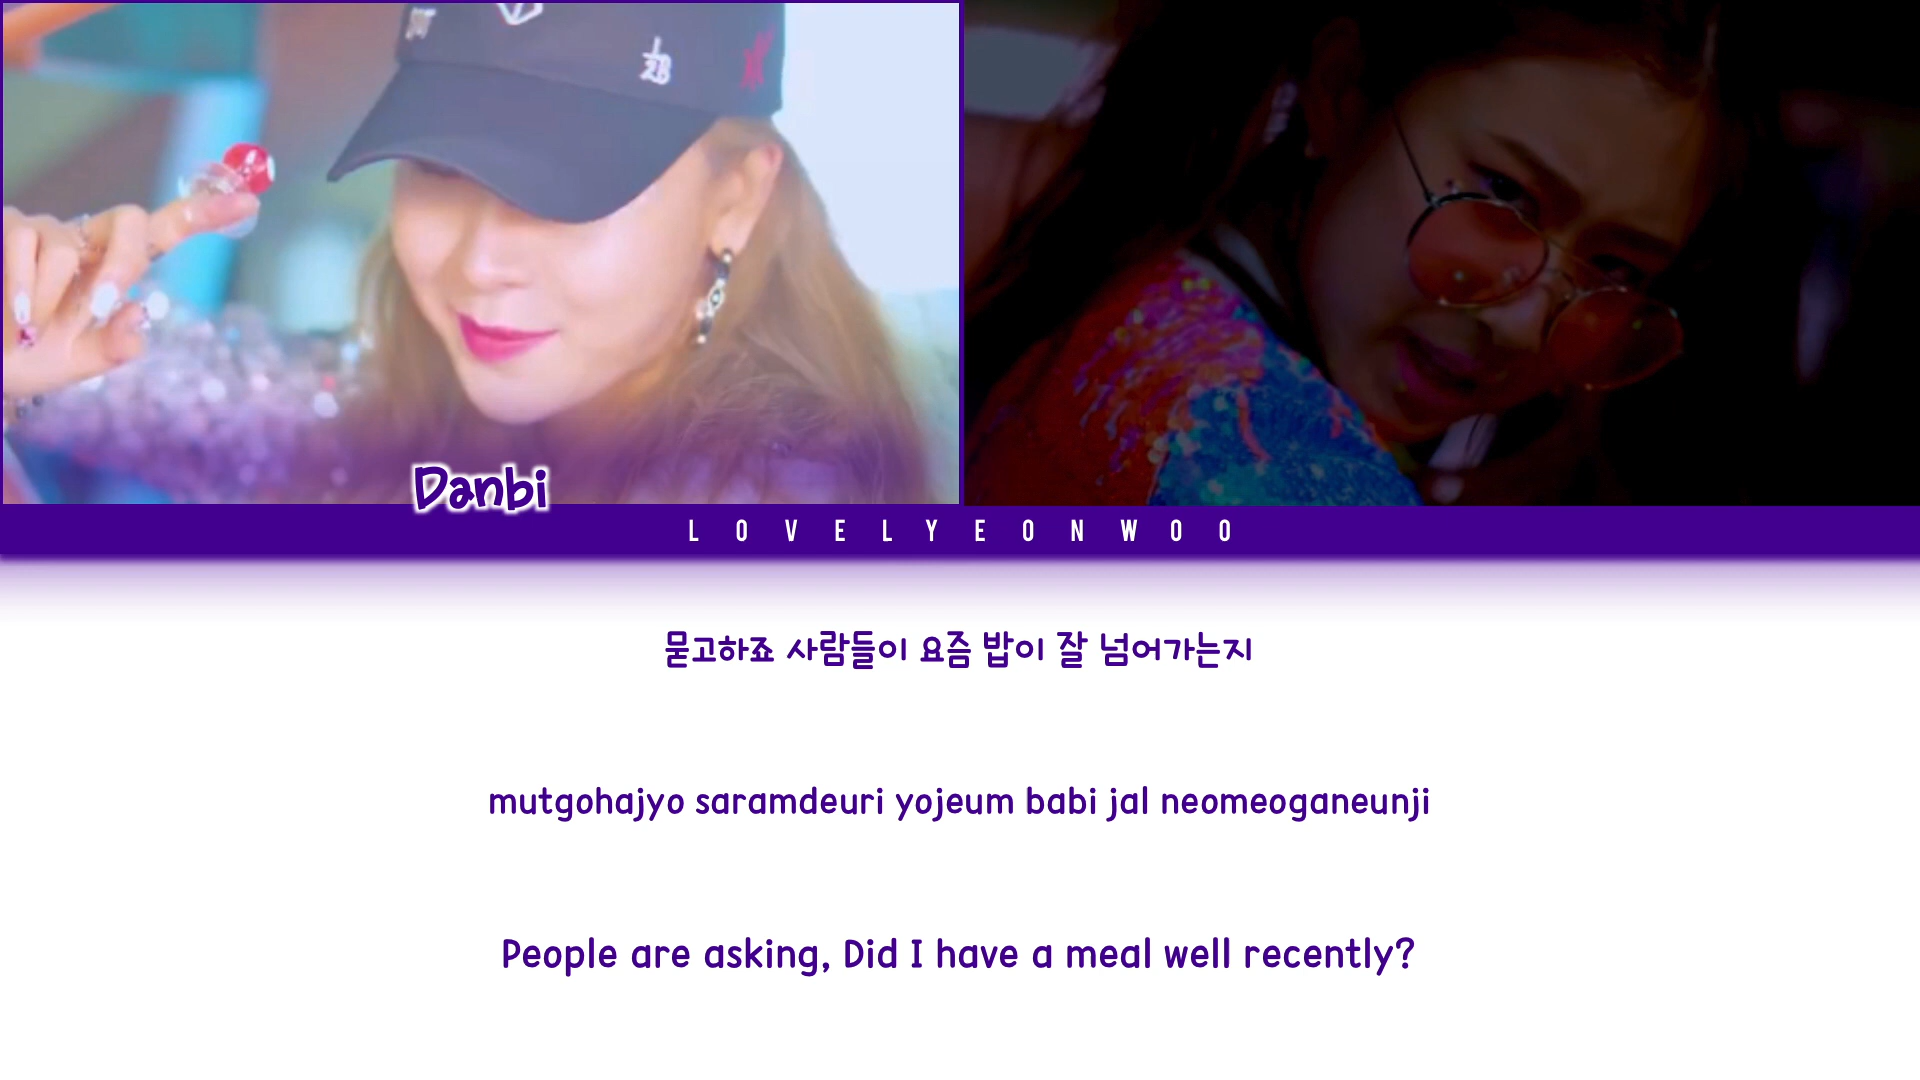 Danbi
LOVELYEONWOO
묻고하죠 사람들이 요즘 밥이 잘 넘어가는지
mutgohajyo saramdeuri yojeum babi jal neomeoganeunji
People are asking, Did I have a meal well recently?